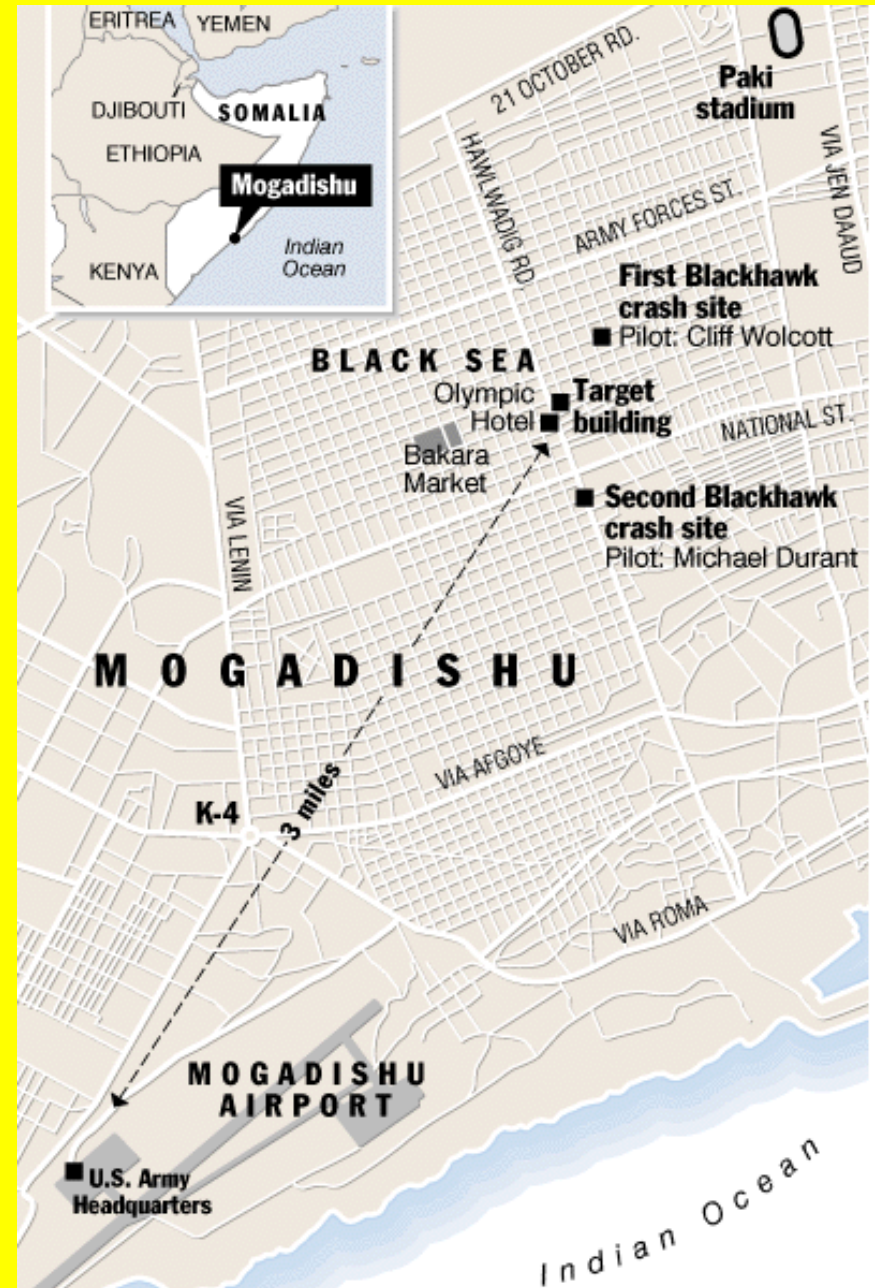 ERITREA
YEMEN
DJIBOUTI
SOMALIA
ETHIOPIA
Mogadishu
Indian
Ocean
KENYA
21 OCTOBER RD.
Paki
stadium
HAWLWADIG RD.
VIA JEN DAAUD
ARMY FORCES ST.
First Blackhawk
crash site
Pilot: Cliff Wolcott
BLACK SEA
Olympic
Hotel
Target
building
NATIONAL ST.
Bakara
Market
VIA LENIN
Second Blackhawk
crash site
Pilot: Michael Durant
MOGADISHU
VIA AFGOYE
3 miles
K-4
VIA ROMA
MOGADISHU
AIRPORT
U.S. Army
Headquarters
Indian Ocean